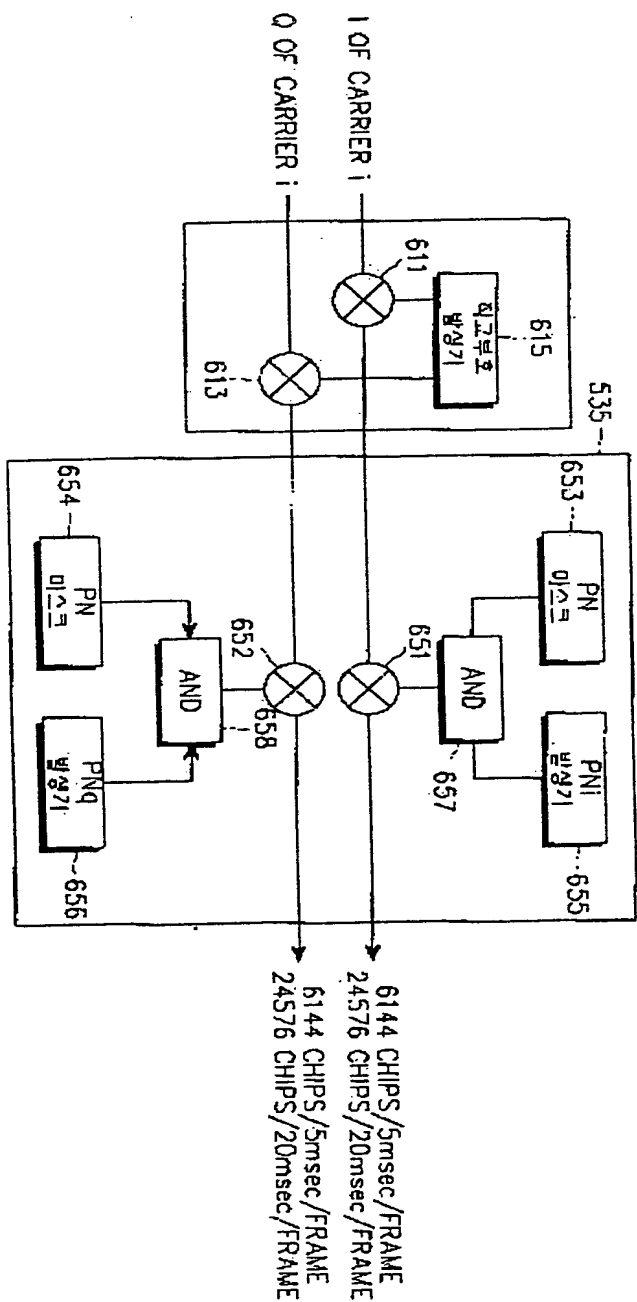 I OF CARRIER i
Q OF CARRIER i
611
613
직교부호
발생기
615
535
653
PN
마스크
PNi
발생기
655
AND
657
651
652
AND
658
654
PN
마스크
PNq
발생기
656
6144 CHIPS/5msec/FRAME
24576 CHIPS/20msec/FRAME
6144 CHIPS/5msec/FRAME
24576 CHIPS/20msec/FRAME